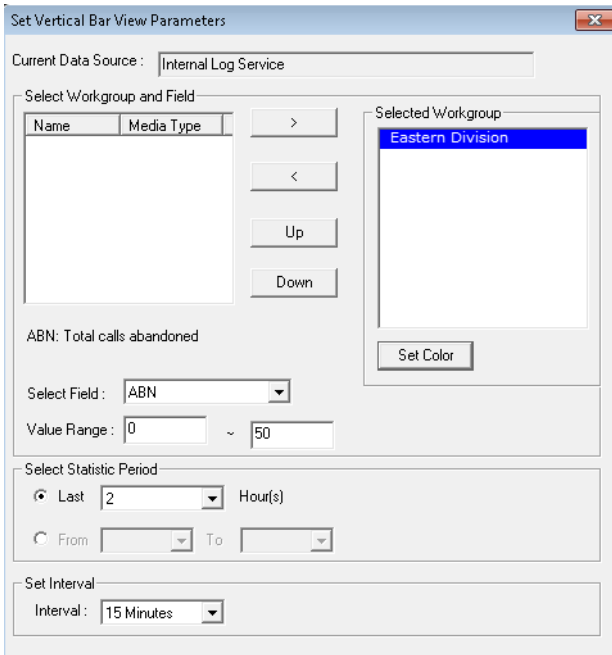 Set Vertical Bar View Parameters
Current Data Source : Internal Log Service
Select Workgroup and Field
Name Media Type
>
<
Up
Down
Selected Workgroup
Eastern Division
Set Color
ABN: Total calls abandoned
Select Field : ABN
Value Range : 0 ~ 50
Select Statistic Period
Last 2 Hour(s)
From To
Set Interval
Interval : 15 Minutes